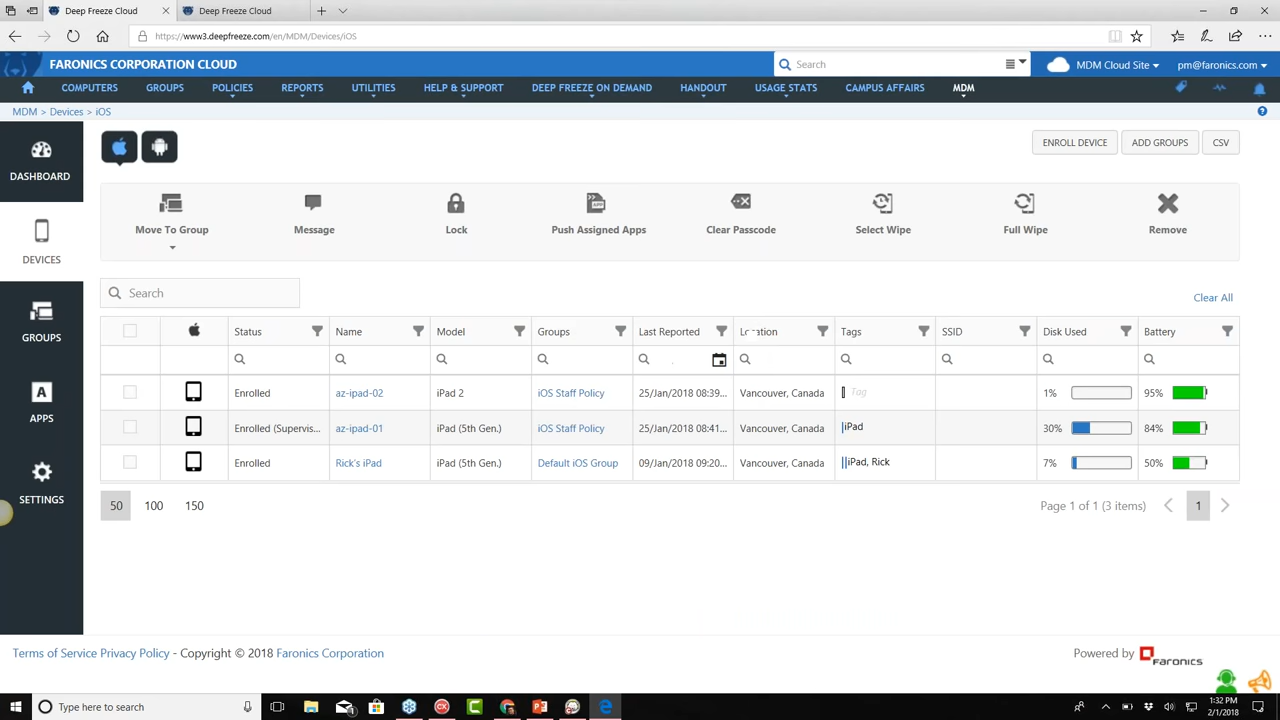 Deep Freeze Cloud
Deep Freeze Cloud
https://www3.deepfreeze.com/en/MDM/Devices/iOS
FARONICS CORPORATION CLOUD
Search
MDM Cloud Site
pm@faronics.com
COMPUTERS GROUPS POLICIES REPORTS UTILITIES HELP & SUPPORT DEEP FREEZE ON DEMAND HANDOUT USAGE STATS CAMPUS AFFAIRS MDM
MDM > Devices > iOS
DASHBOARD
DEVICES
GROUPS
APPS
SETTINGS
ENROLL DEVICE ADD GROUPS CSV
Move To Group Message Lock Push Assigned Apps Clear Passcode Select Wipe Full Wipe Remove
Search
Clear All
Status Name Model Groups Last Reported Location Tags SSID Disk Used Battery
Enrolled az-ipad-02 iPad 2 iOS Staff Policy 25/Jan/2018 08:39... Vancouver, Canada Tag 1% 95%
Enrolled (Supervis... az-ipad-01 iPad (5th Gen.) iOS Staff Policy 25/Jan/2018 08:41... Vancouver, Canada iPad 30% 84%
Enrolled Rick's iPad iPad (5th Gen.) Default iOS Group 09/Jan/2018 09:20... Vancouver, Canada iPad, Rick 7% 50%
50 100 150
Page 1 of 1 (3 items) 1
Terms of Service Privacy Policy - Copyright © 2018 Faronics Corporation
Powered by Faronics
Type here to search
1:32 PM
2/1/2018